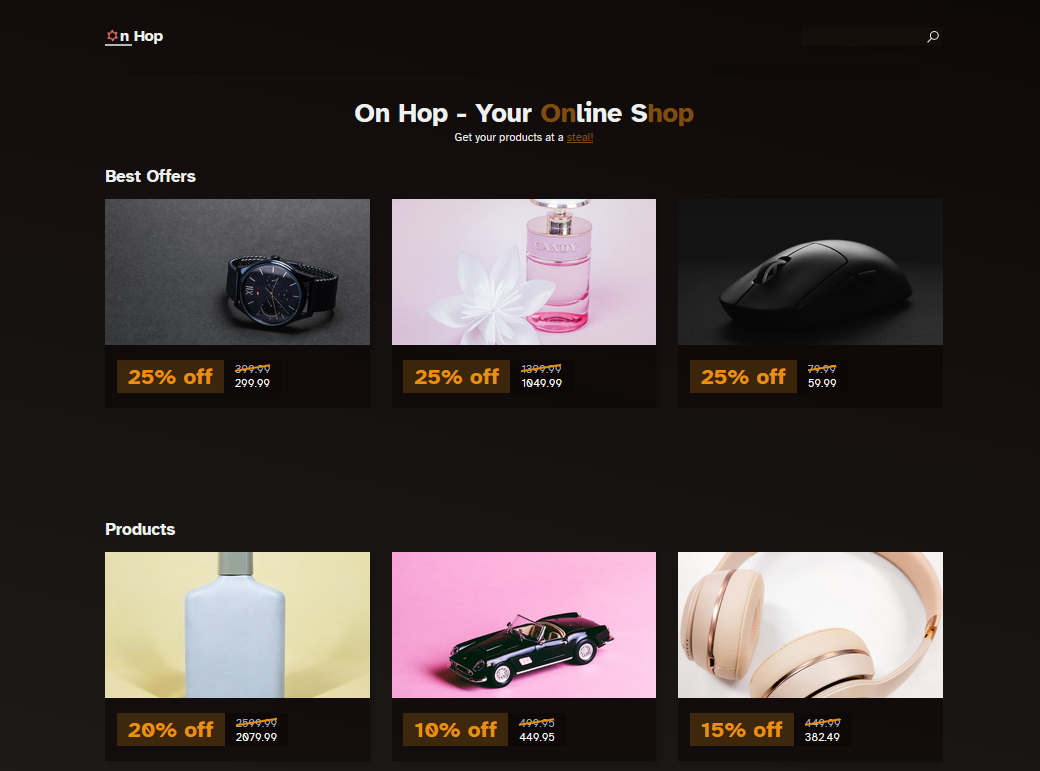 On Hop
On Hop - Your Online Shop
Get your products at a steal!
Best Offers
CANDY
25% off
399.99
299.99
25% off
1399.99
1049.99
25% off
79.99
59.99
Products
20% off
2599.99
2079.99
10% off
499.95
449.95
15% off
449.99
382.49